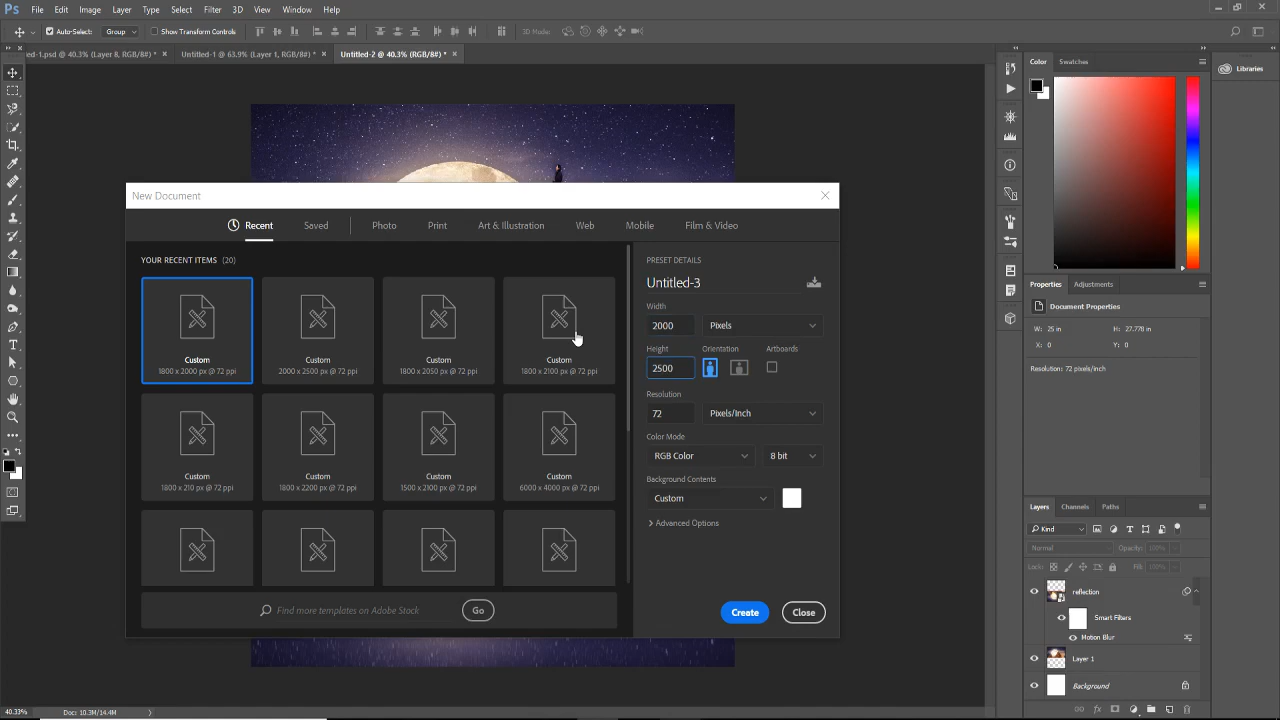 Ps File Edit Image Layer Type Select Filter 3D View Window Help
Auto-Select: Group Show Transform Controls 3D Mode:
ed-1.psd @ 40.3% (Layer 8, RGB/8#) * × Untitled-1 @ 63.9% (Layer 1, RGB/8#) * × Untitled-2 @ 40.3% (RGB/8#) * ×
Color Swatches
Libraries
New Document
Recent Saved Photo Print Art & Illustration Web Mobile Film & Video
YOUR RECENT ITEMS (20)
Custom
1800 x 2000 px @ 72 ppi
Custom
2000 x 2500 px @ 72 ppi
Custom
1800 x 2050 px @ 72 ppi
Custom
1800 x 2100 px @ 72 ppi
Custom
1800 x 210 px @ 72 ppi
Custom
1800 x 2200 px @ 72 ppi
Custom
1500 x 2100 px @ 72 ppi
Custom
6000 x 4000 px @ 72 ppi
Find more templates on Adobe Stock Go
PRESET DETAILS
Untitled-3
Width
2000 Pixels
Height Orientation Artboards
2500
Resolution
72 Pixels/Inch
Color Mode
RGB Color 8 bit
Background Contents
Custom
Advanced Options
Create Close
Properties Adjustments
Document Properties
W: 25 in H: 27.778 in
X: 0 Y: 0
Resolution: 72 pixels/inch
Layers Channels Paths
Kind
Normal Opacity: 100%
Lock: Fill: 100%
reflection
Smart Filters
Motion Blur
Layer 1
Background
40.33% Doc: 10.3M/14.4M